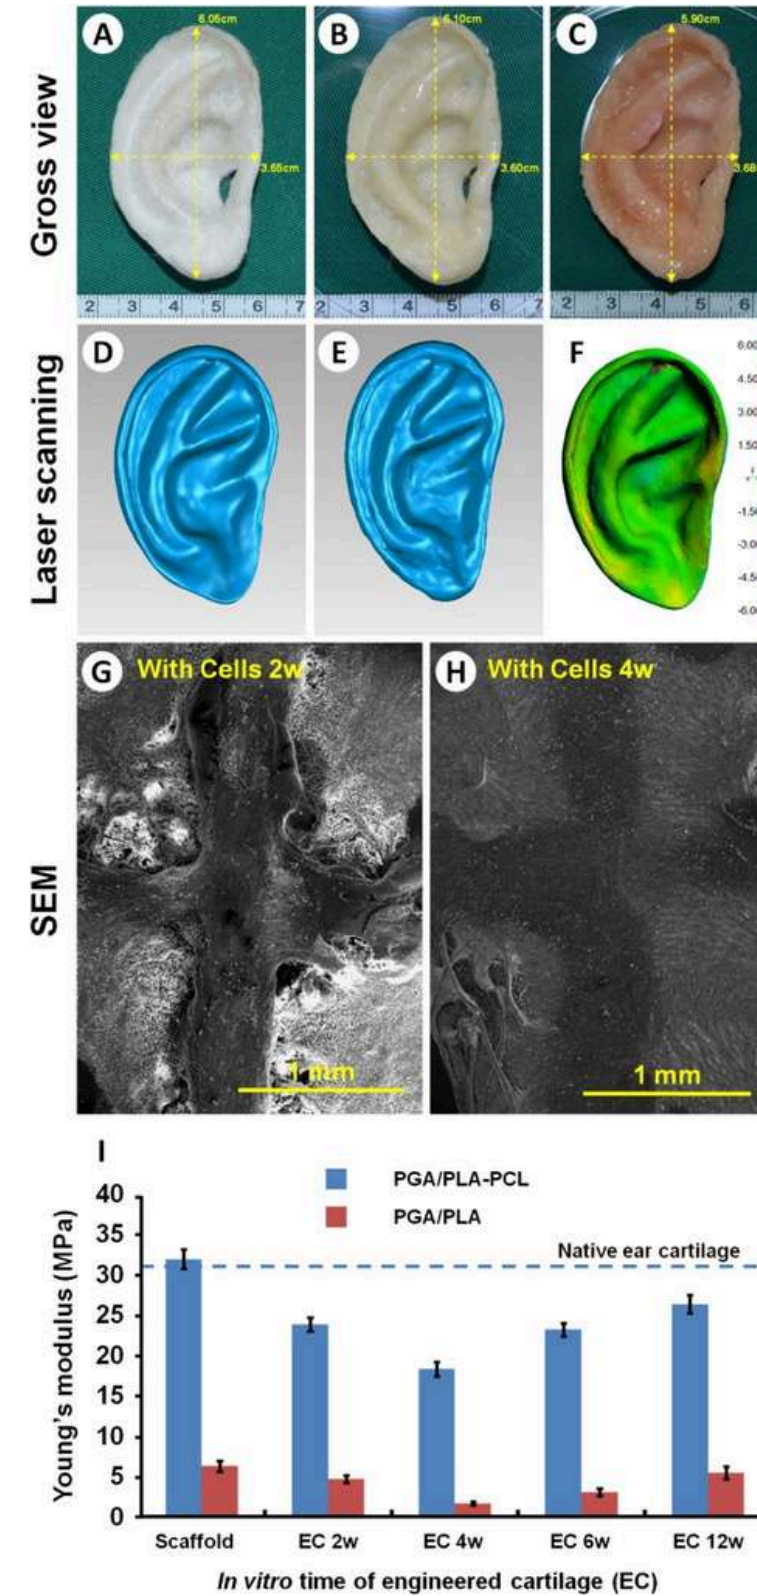 Gross view
A
6.05cm
3.65cm
2 3 4 5 6 7
B
6.10cm
3.60cm
2 3 4 5 6 7
C
5.90cm
3.68
2 3 4 5 6
Laser scanning
D
E
F
6.00
4.50
3.00
1.50
-1.50
-3.00
-4.50
-6.00
SEM
G With Cells 2w
1 mm
H With Cells 4w
1 mm
I
PGA/PLA-PCL
PGA/PLA
Native ear cartilage
Young's modulus (MPa)
40
35
30
25
20
15
10
5
0
Scaffold EC 2w EC 4w EC 6w EC 12w
In vitro time of engineered cartilage (EC)